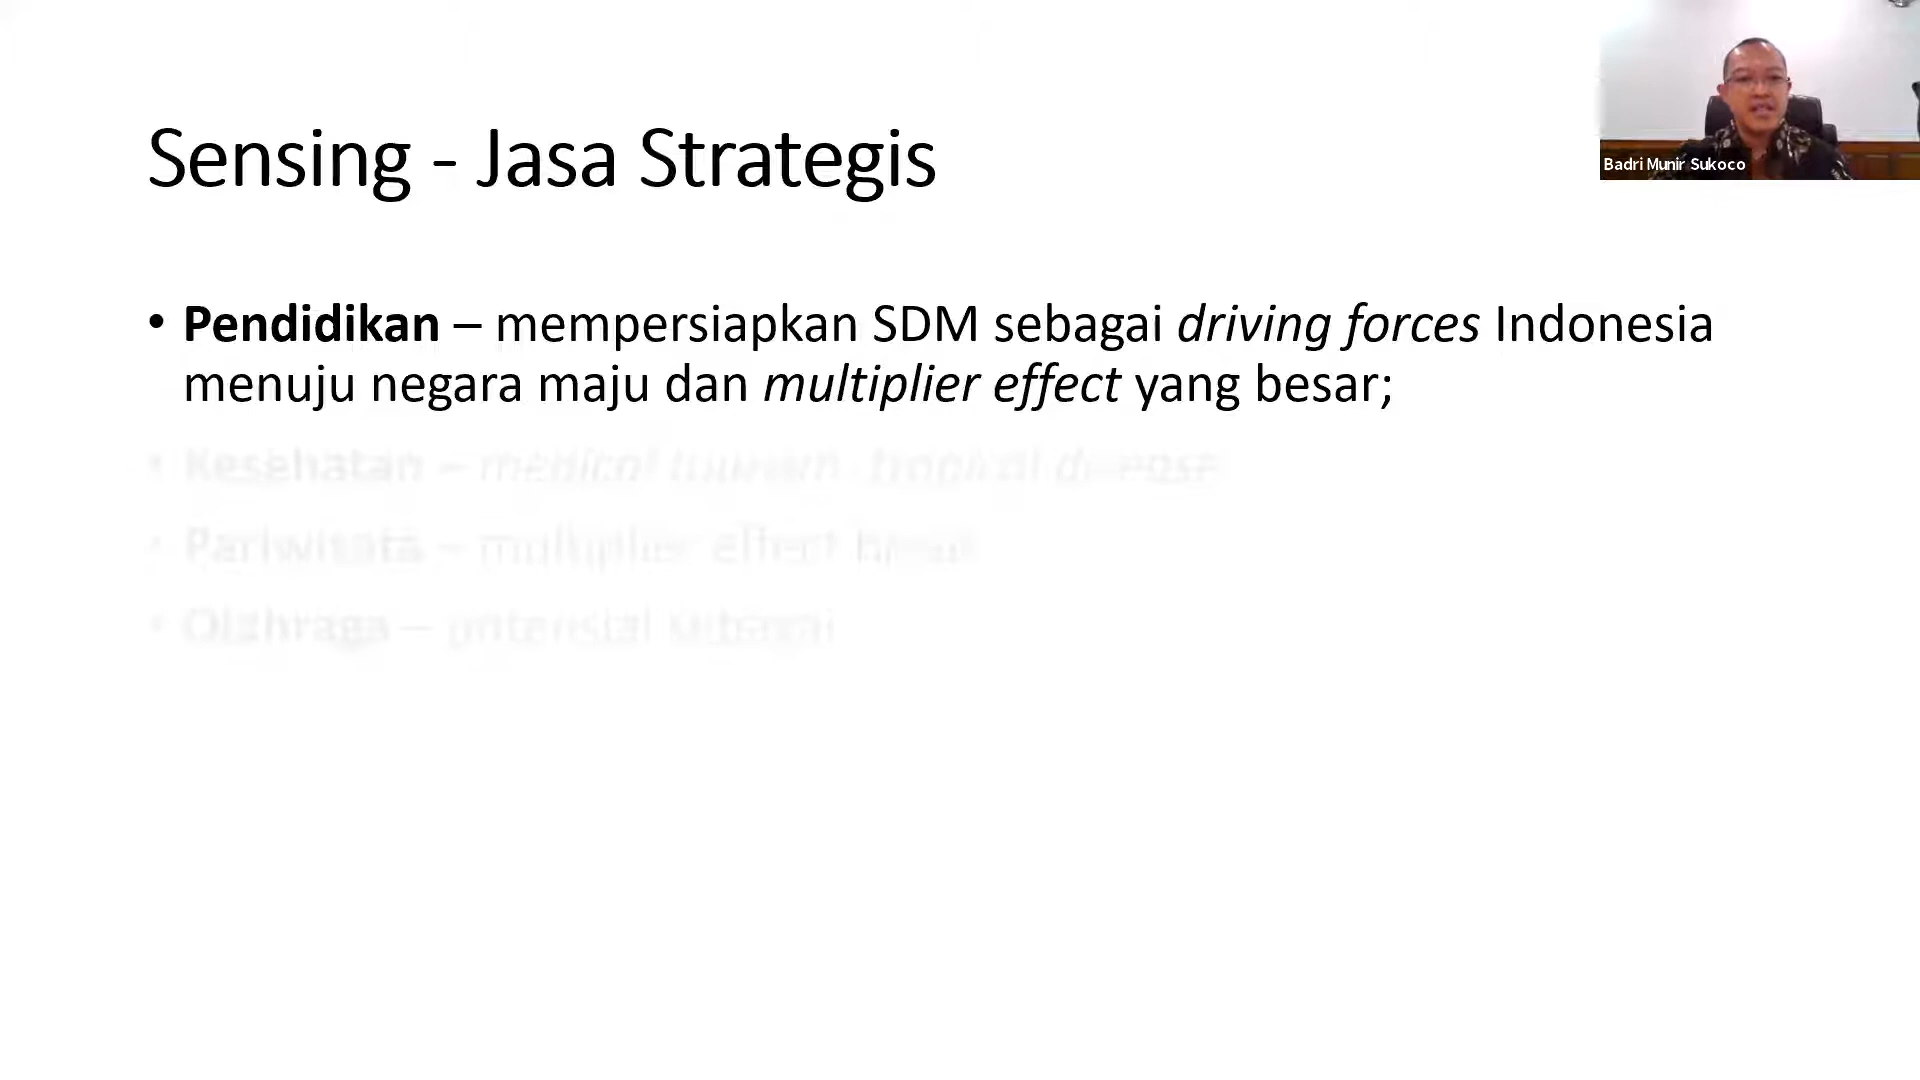 Sensing - Jasa Strategis
Badri Munir Sukoco
• Pendidikan – mempersiapkan SDM sebagai driving forces Indonesia
menuju negara maju dan multiplier effect yang besar;
• Kesehatan – medical tourism, tropical disease
• Pariwisata – multiplier effect besar
• Olahraga – potensial sebagai